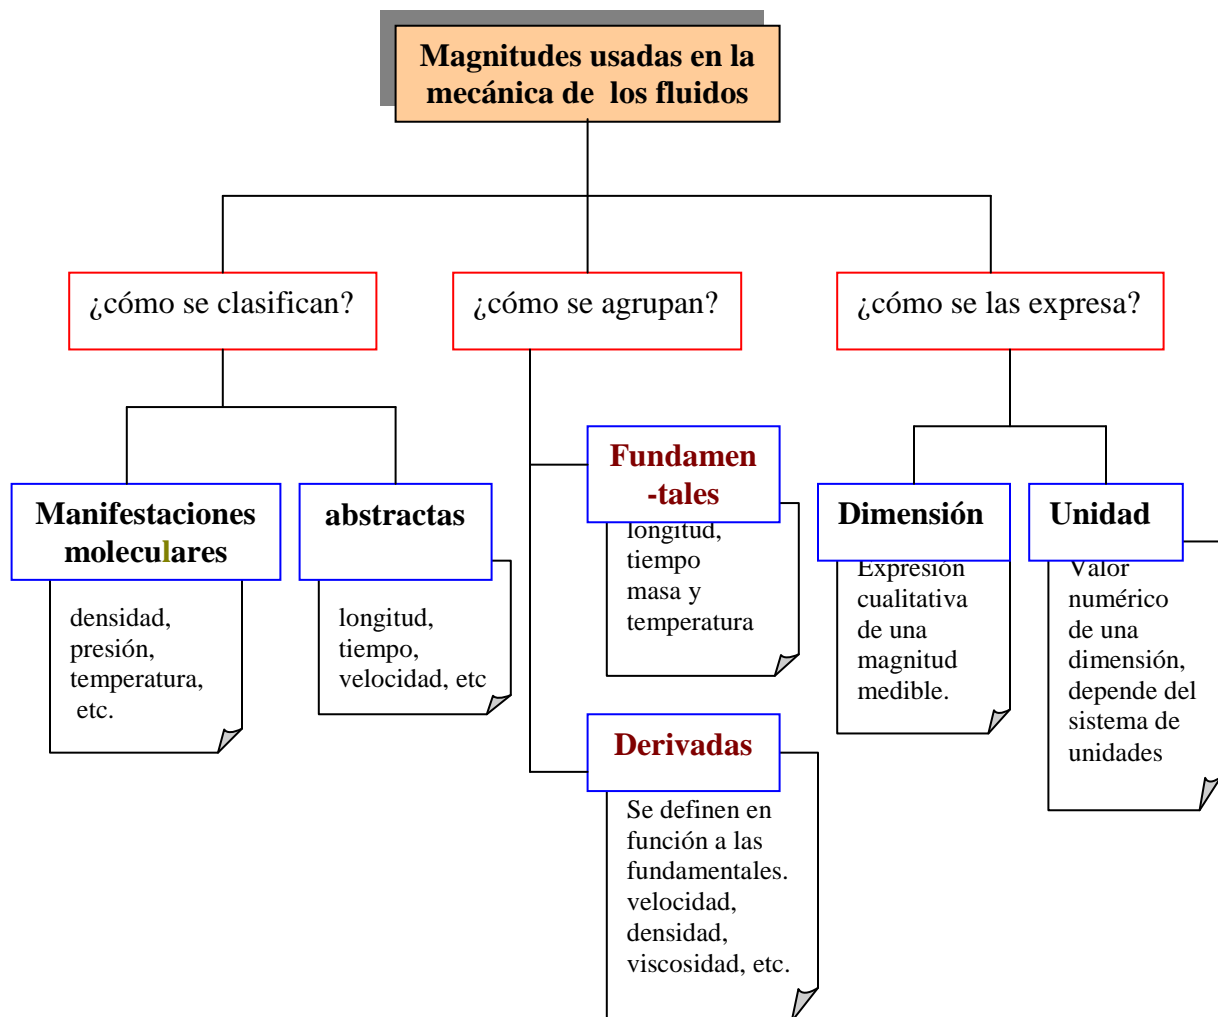 Magnitudes usadas en la
mecánica de los fluidos
¿cómo se clasifican?
¿cómo se agrupan?
¿cómo se las expresa?
Manifestaciones
moleculares
densidad,
presión,
temperatura,
etc.
abstractas
longitud,
tiempo,
velocidad, etc
Fundamen
-tales
longitud,
tiempo
masa y
temperatura
Derivadas
Se definen en
función a las
fundamentales.
velocidad,
densidad,
viscosidad, etc.
Dimensión
Expresión
cualitativa
de una
magnitud
medible.
Unidad
Valor
numérico
de una
dimensión,
depende del
sistema de
unidades